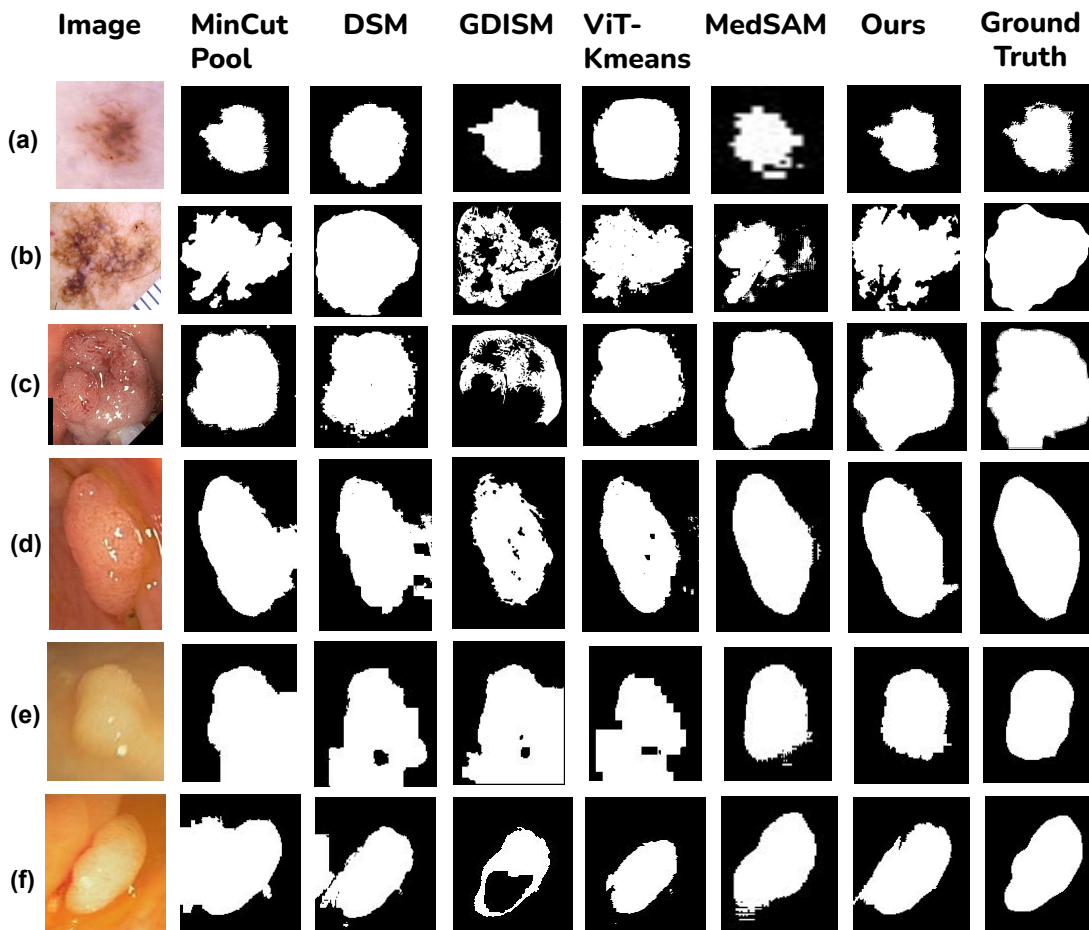 Image MinCut Pool DSM GDISM ViT-Kmeans MedSAM Ours Ground Truth
(a)
(b)
(c)
(d)
(e)
(f)